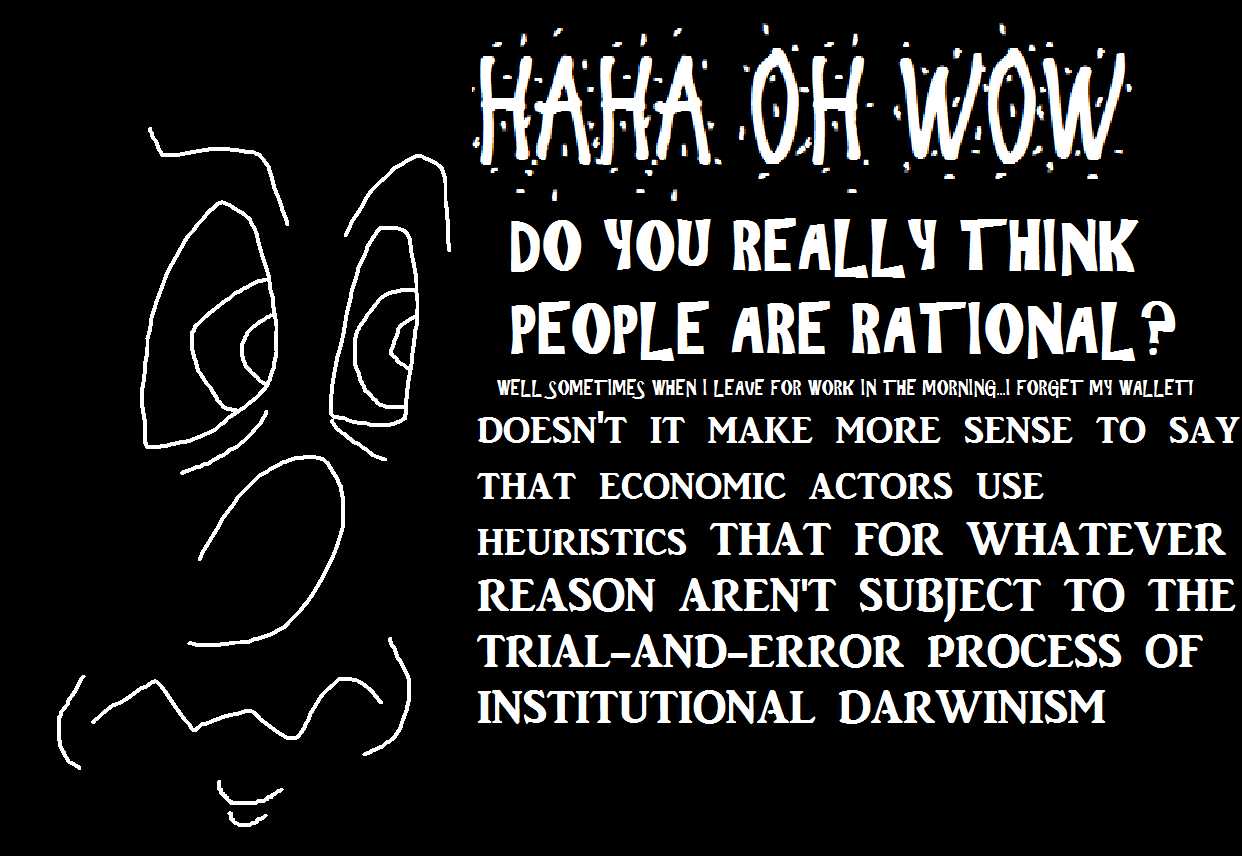 HAHA OH WOW
DO YOU REALLY THINK
PEOPLE ARE RATIONAL?
WELL SOMETIMES WHEN I LEAVE FOR WORK IN THE MORNING...I FORGET MY WALLET!
DOESN'T IT MAKE MORE SENSE TO SAY
THAT ECONOMIC ACTORS USE
HEURISTICS THAT FOR WHATEVER
REASON AREN'T SUBJECT TO THE
TRIAL-AND-ERROR PROCESS OF
INSTITUTIONAL DARWINISM